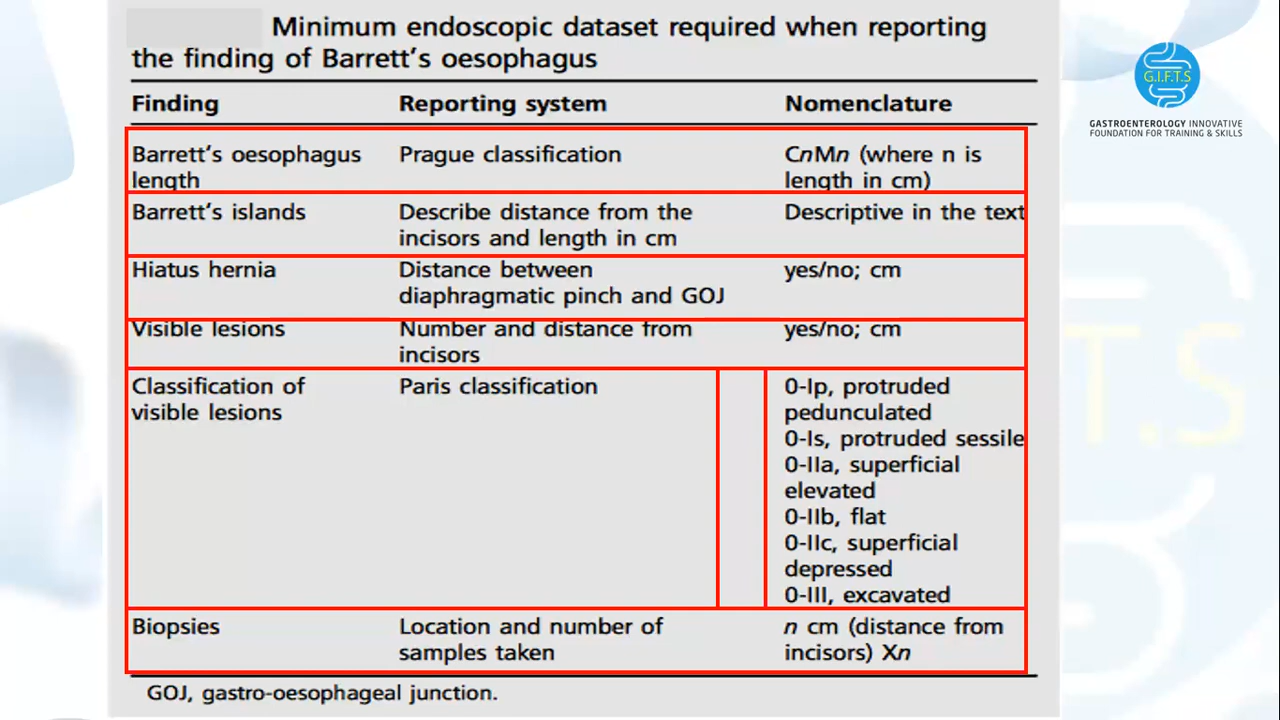 Minimum endoscopic dataset required when reporting
the finding of Barrett's oesophagus
Finding Reporting system Nomenclature
Barrett's oesophagus Prague classification CnMn (where n is
length length in cm)
Barrett's islands Describe distance from the Descriptive in the text
incisors and length in cm
Hiatus hernia Distance between yes/no; cm
diaphragmatic pinch and GOJ
Visible lesions Number and distance from yes/no; cm
incisors
Classification of Paris classification 0-Ip, protruded
visible lesions pedunculated
0-Is, protruded sessile
0-IIa, superficial
elevated
0-IIb, flat
0-IIc, superficial
depressed
0-III, excavated
Biopsies Location and number of n cm (distance from
samples taken incisors) Xn
GOJ, gastro-oesophageal junction.
G.I.F.T.S
GASTROENTEROLOGY INNOVATIVE
FOUNDATION FOR TRAINING & SKILLS
T.S